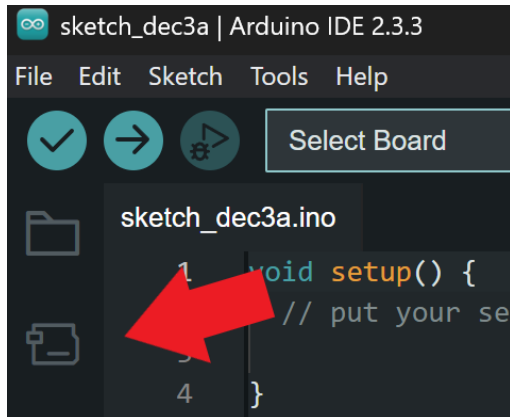 sketch_dec3a | Arduino IDE 2.3.3
File Edit Sketch Tools Help
Select Board
sketch_dec3a.ino
1 void setup() {
// put your se
3
4 }